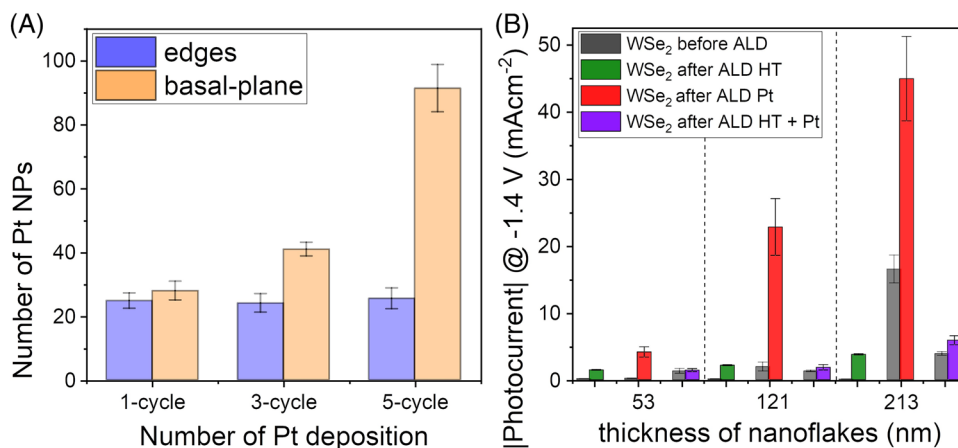 (A)
edges
basal-plane
100
80
60
40
20
0
1-cycle 3-cycle 5-cycle
Number of Pt NPs
Number of Pt deposition
(B)
WSe₂ before ALD
WSe₂ after ALD HT
WSe₂ after ALD Pt
WSe₂ after ALD HT + Pt
50
40
30
20
10
0
53 121 213
|Photocurrent| @ -1.4 V (mAcm⁻²)
thickness of nanoflakes (nm)